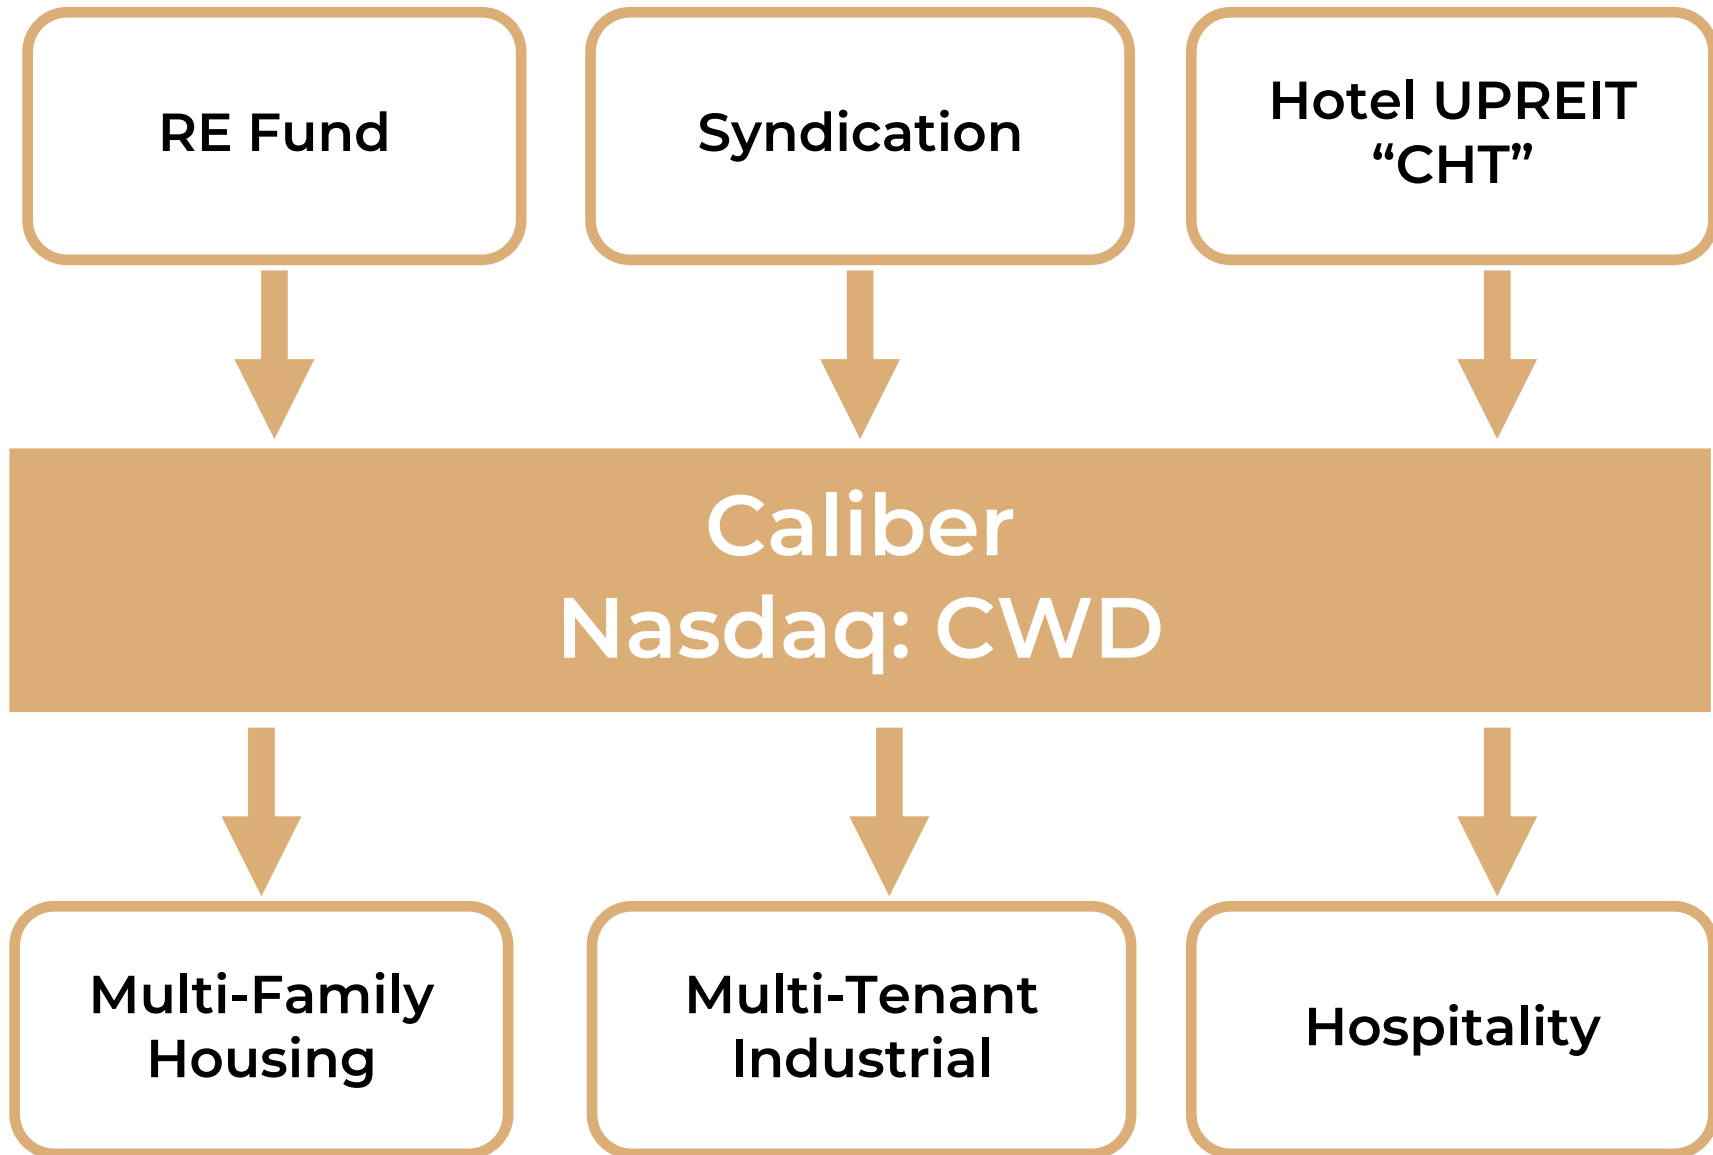 RE Fund
Syndication
Hotel UPREIT
“CHT”
Caliber
Nasdaq: CWD
Multi-Family
Housing
Multi-Tenant
Industrial
Hospitality